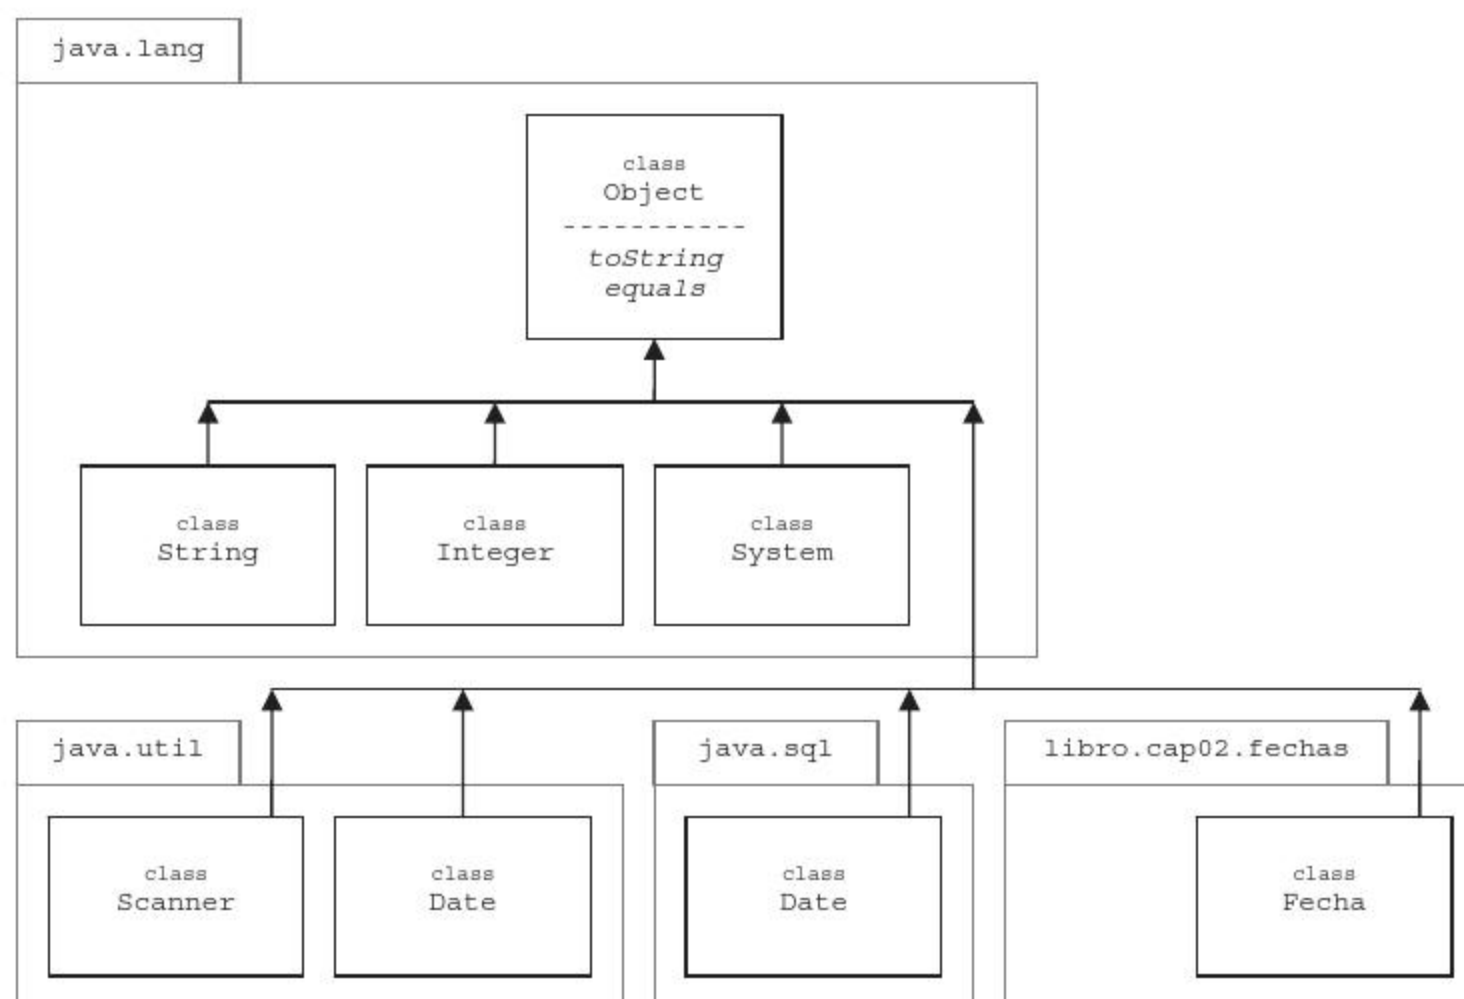 java.lang
class
Object
-----------
toString
equals
class
String
class
Integer
class
System
java.util
java.sql
libro.cap02.fechas
class
Scanner
class
Date
class
Date
class
Fecha